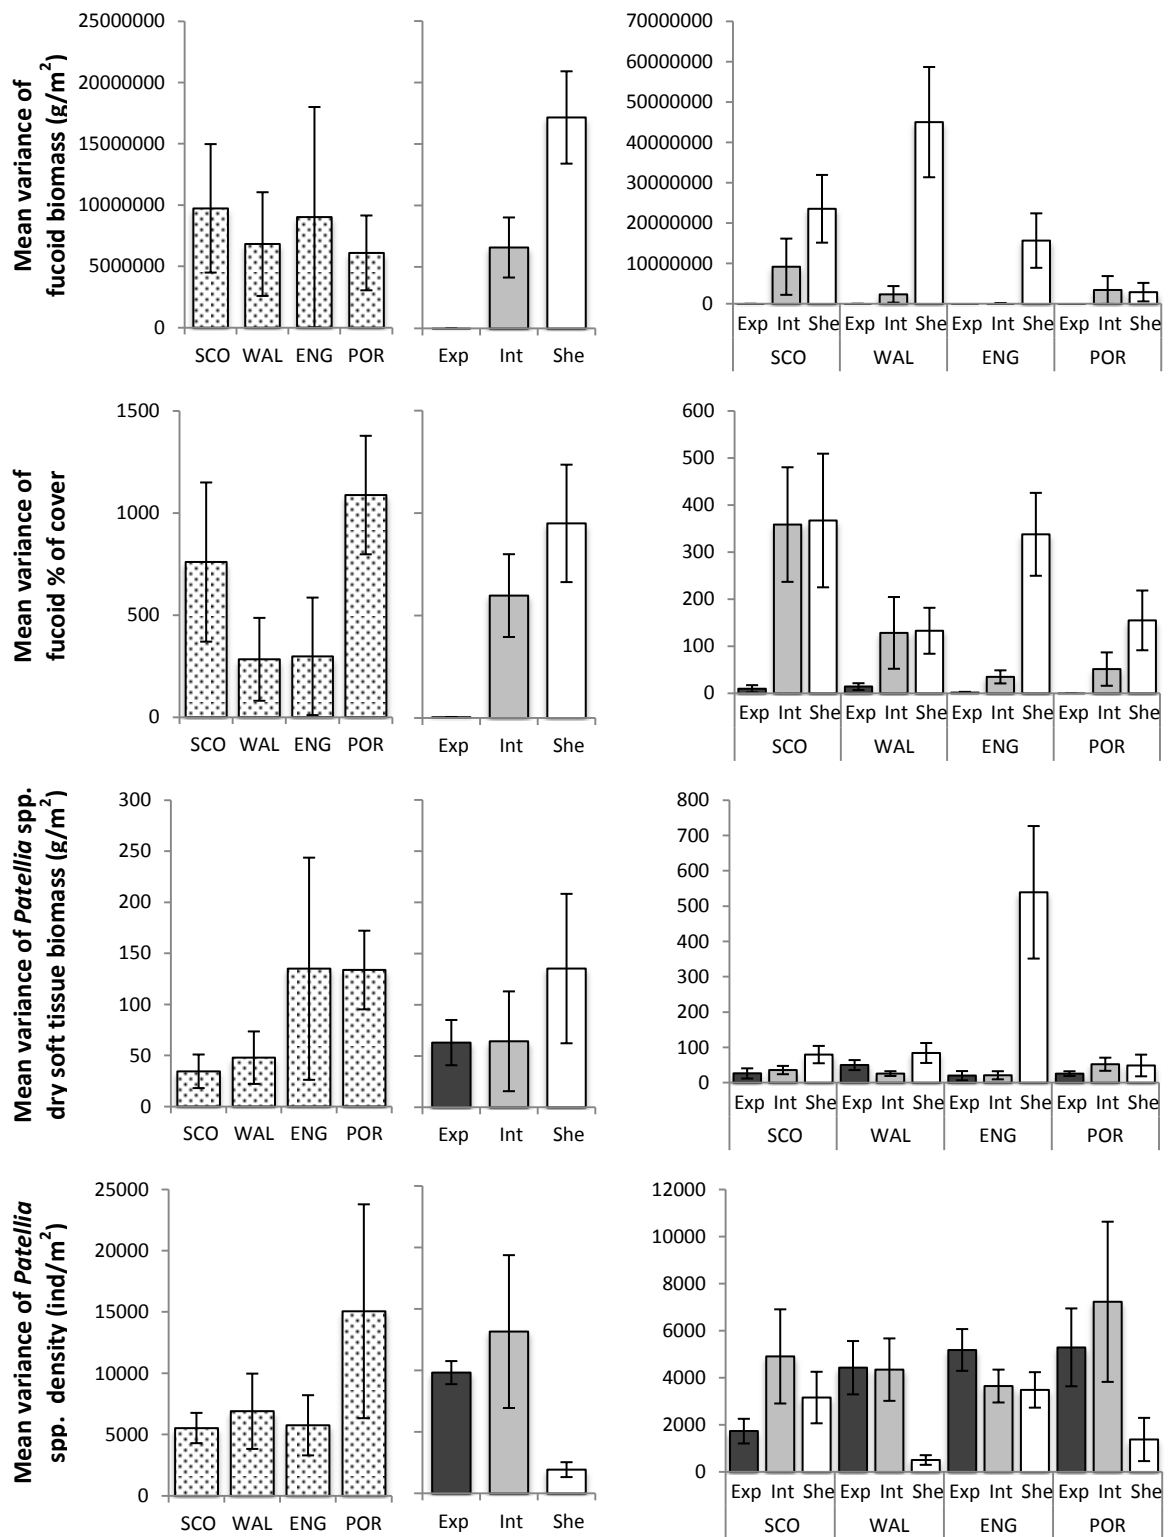 Mean variance of
fucoid biomass (g/m²)
25000000
20000000
15000000
10000000
5000000
0
SCO WAL ENG POR
Exp Int She
70000000
60000000
50000000
40000000
30000000
20000000
10000000
0
Exp Int She Exp Int She Exp Int She Exp Int She
SCO WAL ENG POR
Mean variance of
fucoid % of cover
1500
1000
500
0
SCO WAL ENG POR
Exp Int She
600
500
400
300
200
100
0
Exp Int She Exp Int She Exp Int She Exp Int She
SCO WAL ENG POR
Mean variance of Patellia spp.
dry soft tissue biomass (g/m²)
300
250
200
150
100
50
0
SCO WAL ENG POR
Exp Int She
800
700
600
500
400
300
200
100
0
Exp Int She Exp Int She Exp Int She Exp Int She
SCO WAL ENG POR
Mean variance of Patellia
spp. density (ind/m²)
25000
20000
15000
10000
5000
0
SCO WAL ENG POR
Exp Int She
12000
10000
8000
6000
4000
2000
0
Exp Int She Exp Int She Exp Int She Exp Int She
SCO WAL ENG POR